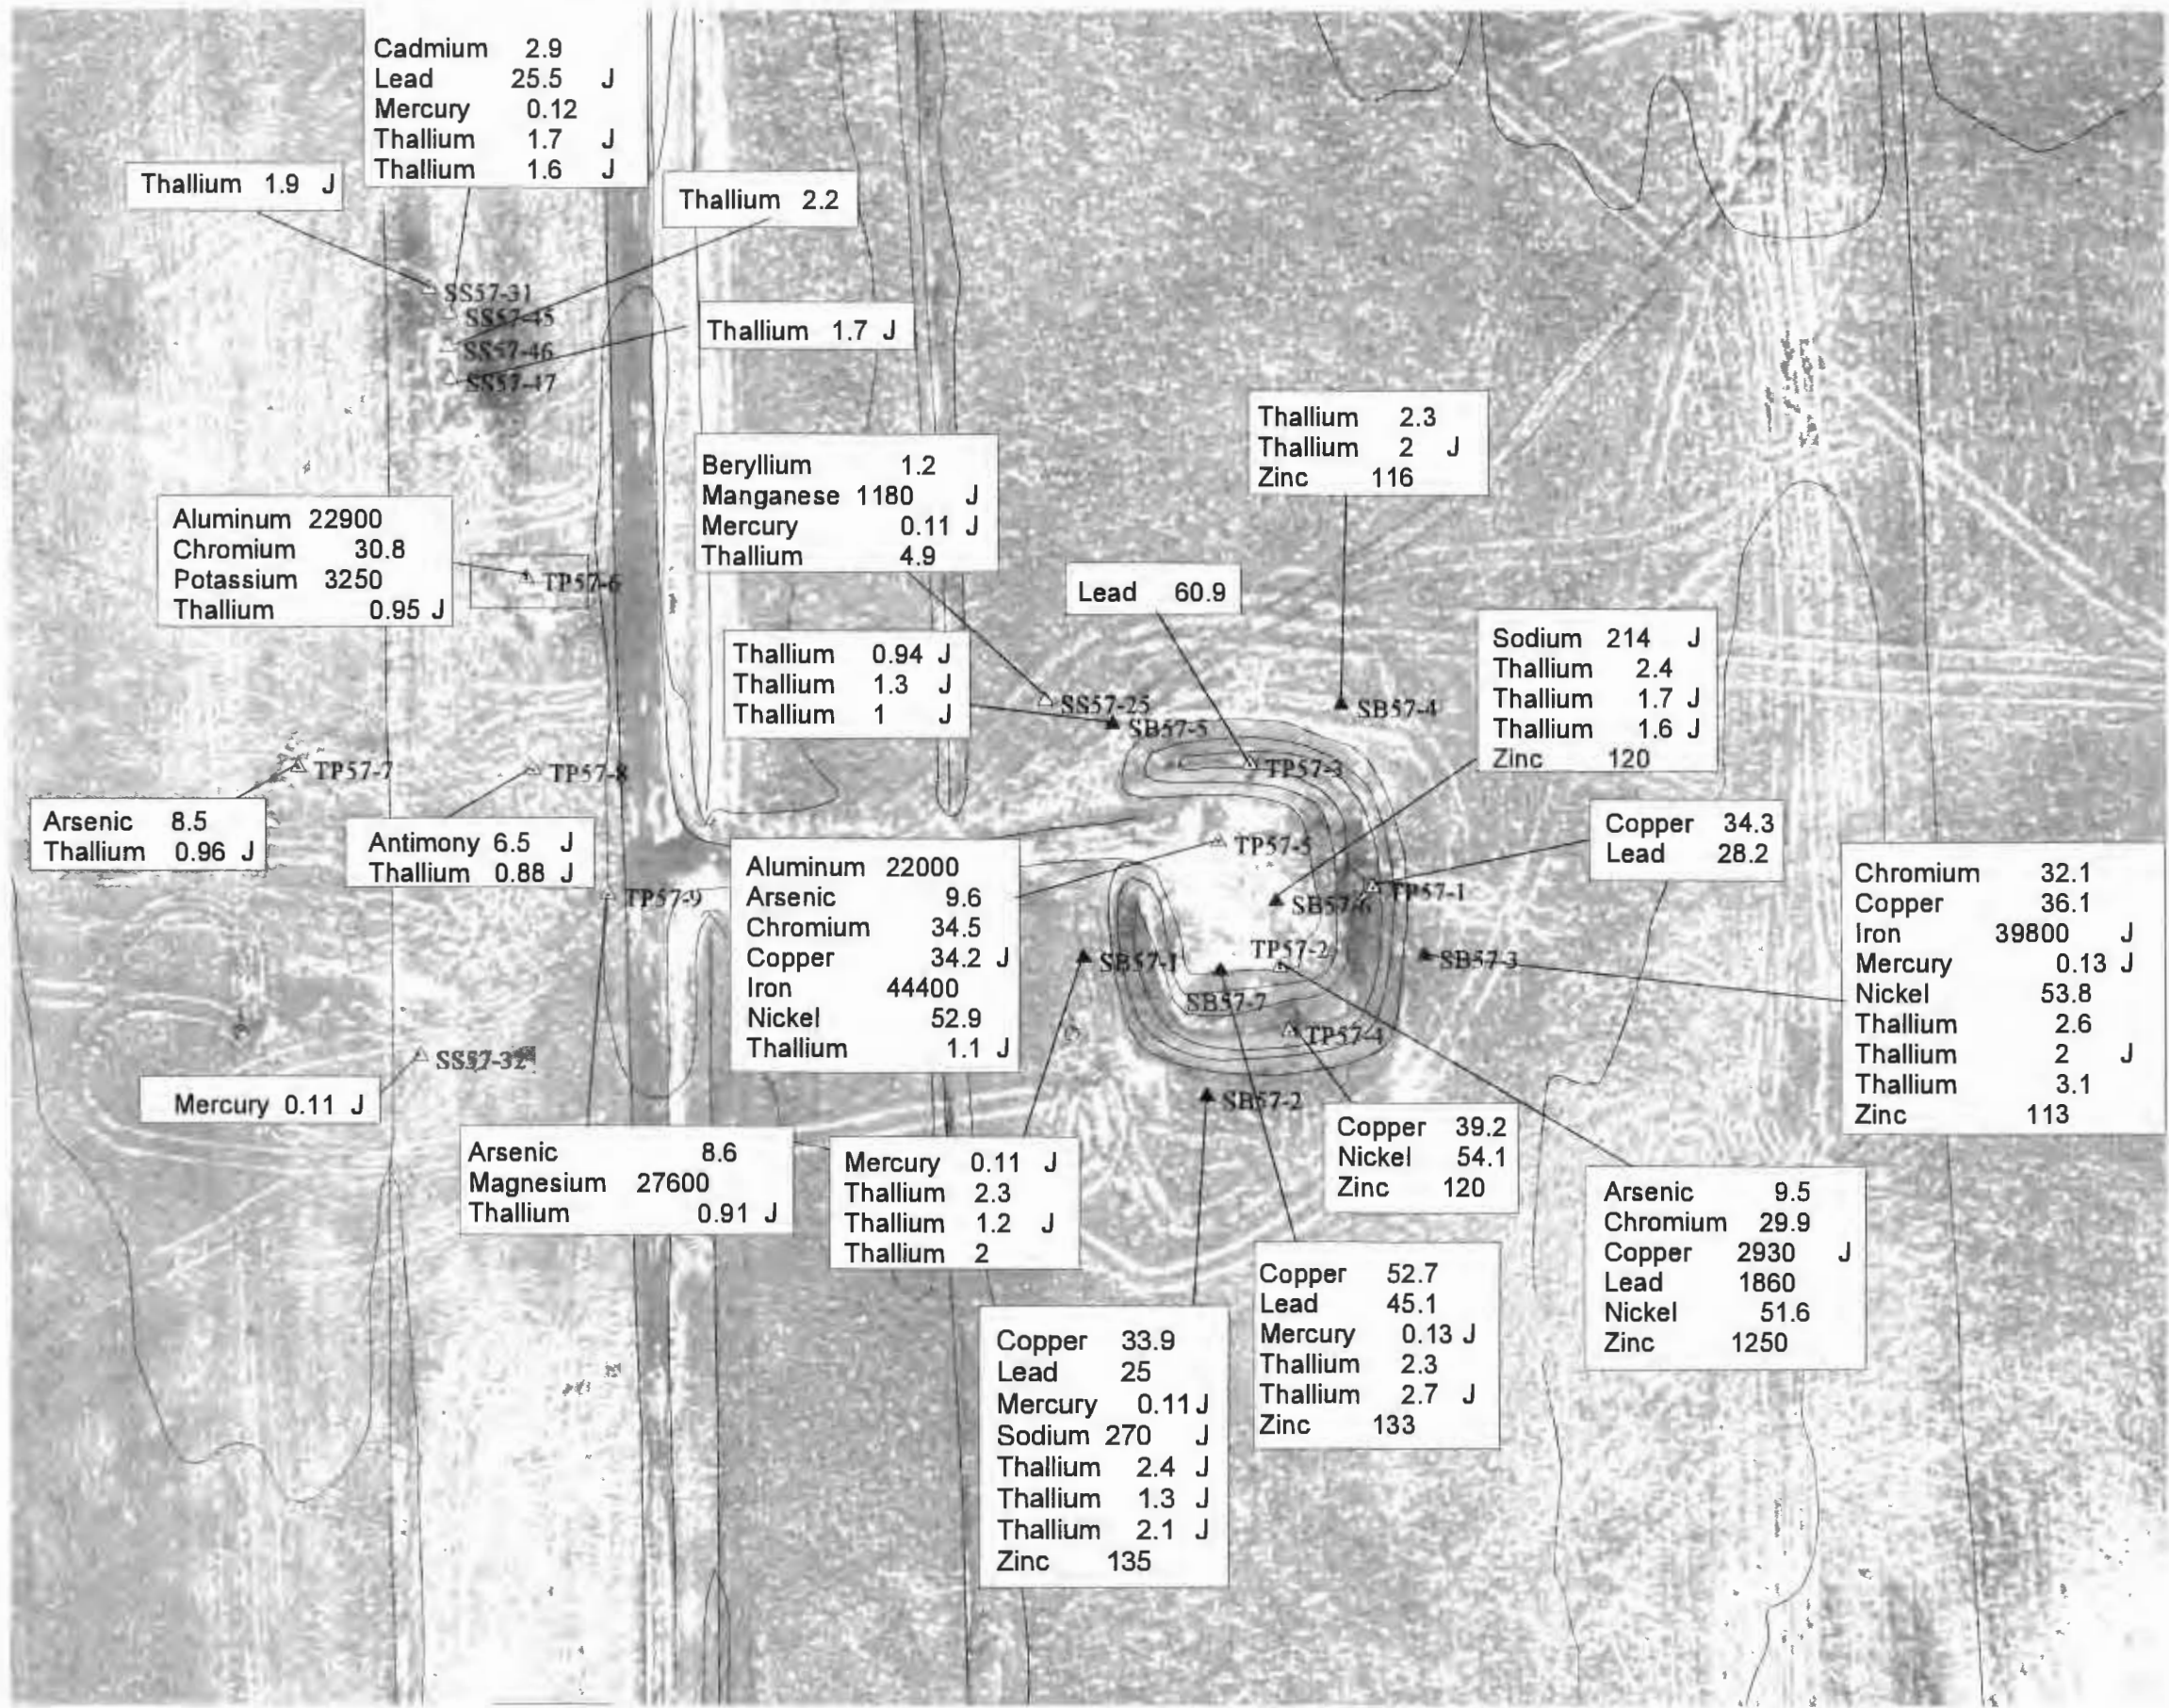 Cadmium 2.9
Lead 25.5 J
Mercury 0.12
Thallium 1.7 J
Thallium 1.6 J
Thallium 1.9 J
Thallium 2.2
SS57-31
SS57-45
SS57-46
SS57-47
Thallium 1.7 J
Thallium 2.3
Thallium 2 J
Zinc 116
Beryllium 1.2
Manganese 1180 J
Mercury 0.11 J
Thallium 4.9
Aluminum 22900
Chromium 30.8
Potassium 3250
Thallium 0.95 J
TP57-6
Lead 60.9
Thallium 0.94 J
Thallium 1.3 J
Thallium 1 J
Sodium 214 J
Thallium 2.4
Thallium 1.7 J
Thallium 1.6 J
Zinc 120
SS57-25
SB57-5
SB57-4
TP57-3
TP57-7
TP57-8
Arsenic 8.5
Thallium 0.96 J
Antimony 6.5 J
Thallium 0.88 J
TP57-9
Aluminum 22000
Arsenic 9.6
Chromium 34.5
Copper 34.2 J
Iron 44400
Nickel 52.9
Thallium 1.1 J
TP57-5
Copper 34.3
Lead 28.2
TP57-1
SB57-6
TP57-2
SB57-1
SB57-3
SB57-7
TP57-4
Chromium 32.1
Copper 36.1
Iron 39800 J
Mercury 0.13 J
Nickel 53.8
Thallium 2.6
Thallium 2 J
Thallium 3.1
Zinc 113
SS57-32
Mercury 0.11 J
SB57-2
Arsenic 8.6
Magnesium 27600
Thallium 0.91 J
Mercury 0.11 J
Thallium 2.3
Thallium 1.2 J
Thallium 2
Copper 39.2
Nickel 54.1
Zinc 120
Arsenic 9.5
Chromium 29.9
Copper 2930 J
Lead 1860
Nickel 51.6
Zinc 1250
Copper 52.7
Lead 45.1
Mercury 0.13 J
Thallium 2.3
Thallium 2.7 J
Zinc 133
Copper 33.9
Lead 25
Mercury 0.11 J
Sodium 270 J
Thallium 2.4 J
Thallium 1.3 J
Thallium 2.1 J
Zinc 135